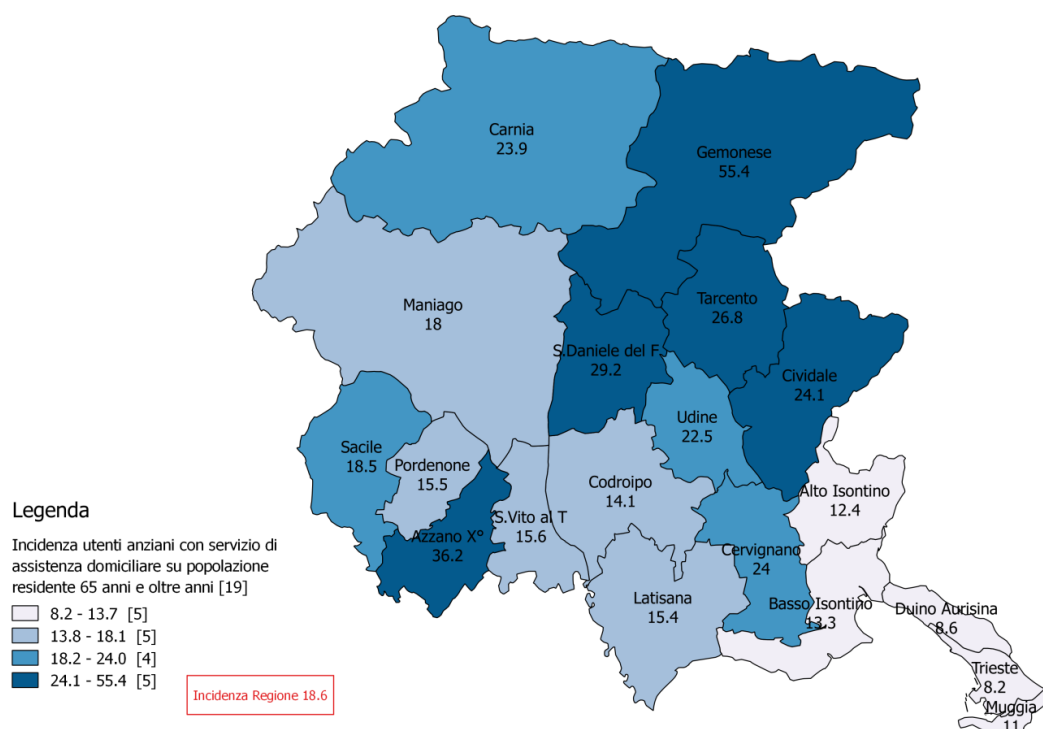 Carnia
23.9
Gemonese
55.4
Tarcento
26.8
Maniago
18
S.Daniele del F.
29.2
Cividale
24.1
Udine
22.5
Sacile
18.5
Pordenone
15.5
Codroipo
14.1
Alto Isontino
12.4
S.Vito al T
15.6
Azzano X°
36.2
Cervignano
24
Latisana
15.4
Basso Isontino
13.3
Duino Aurisina
8.6
Trieste
8.2
Muggia
11
Legenda
Incidenza utenti anziani con servizio di
assistenza domiciliare su popolazione
residente 65 anni e oltre anni [19]
8.2 - 13.7 [5]
13.8 - 18.1 [5]
18.2 - 24.0 [4]
24.1 - 55.4 [5]
Incidenza Regione 18.6